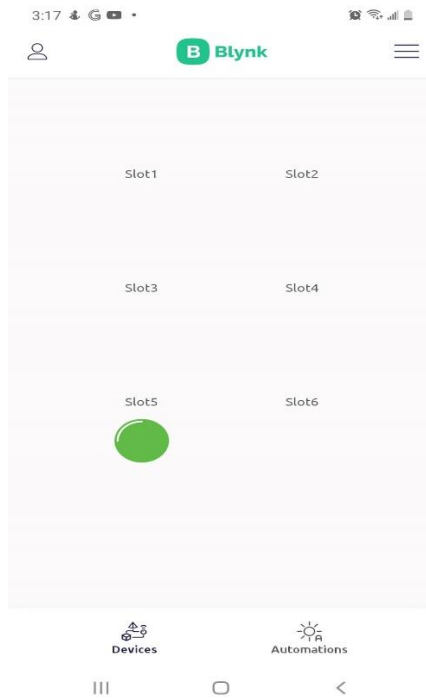 3:17
B Blynk
Slot1 Slot2
Slot3 Slot4
Slot5 Slot6
Devices Automations